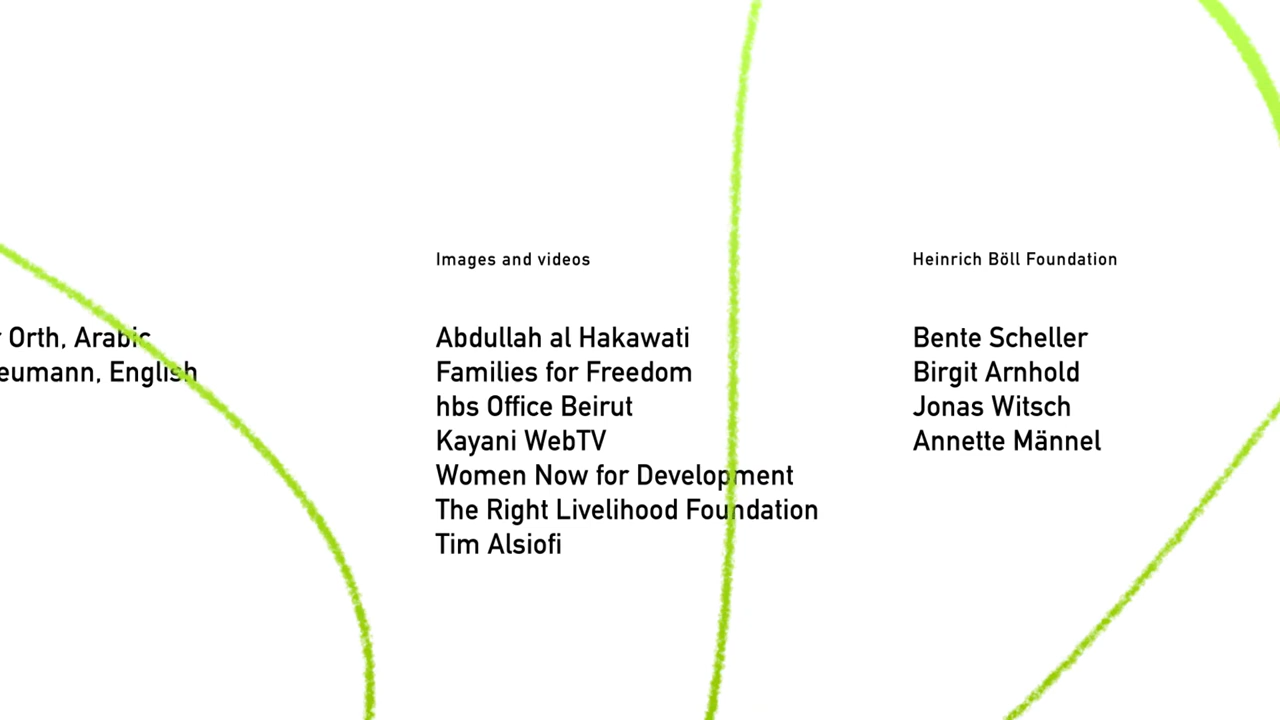 Orth, Arabic
English
Images and videos
Abdullah al Hakawati
Families for Freedom
hbs Office Beirut
Kayani WebTV
Women Now for Development
The Right Livelihood Foundation
Tim Alsiofi
Heinrich Böll Foundation
Bente Scheller
Birgit Arnhold
Jonas Witsch
Annette Männel